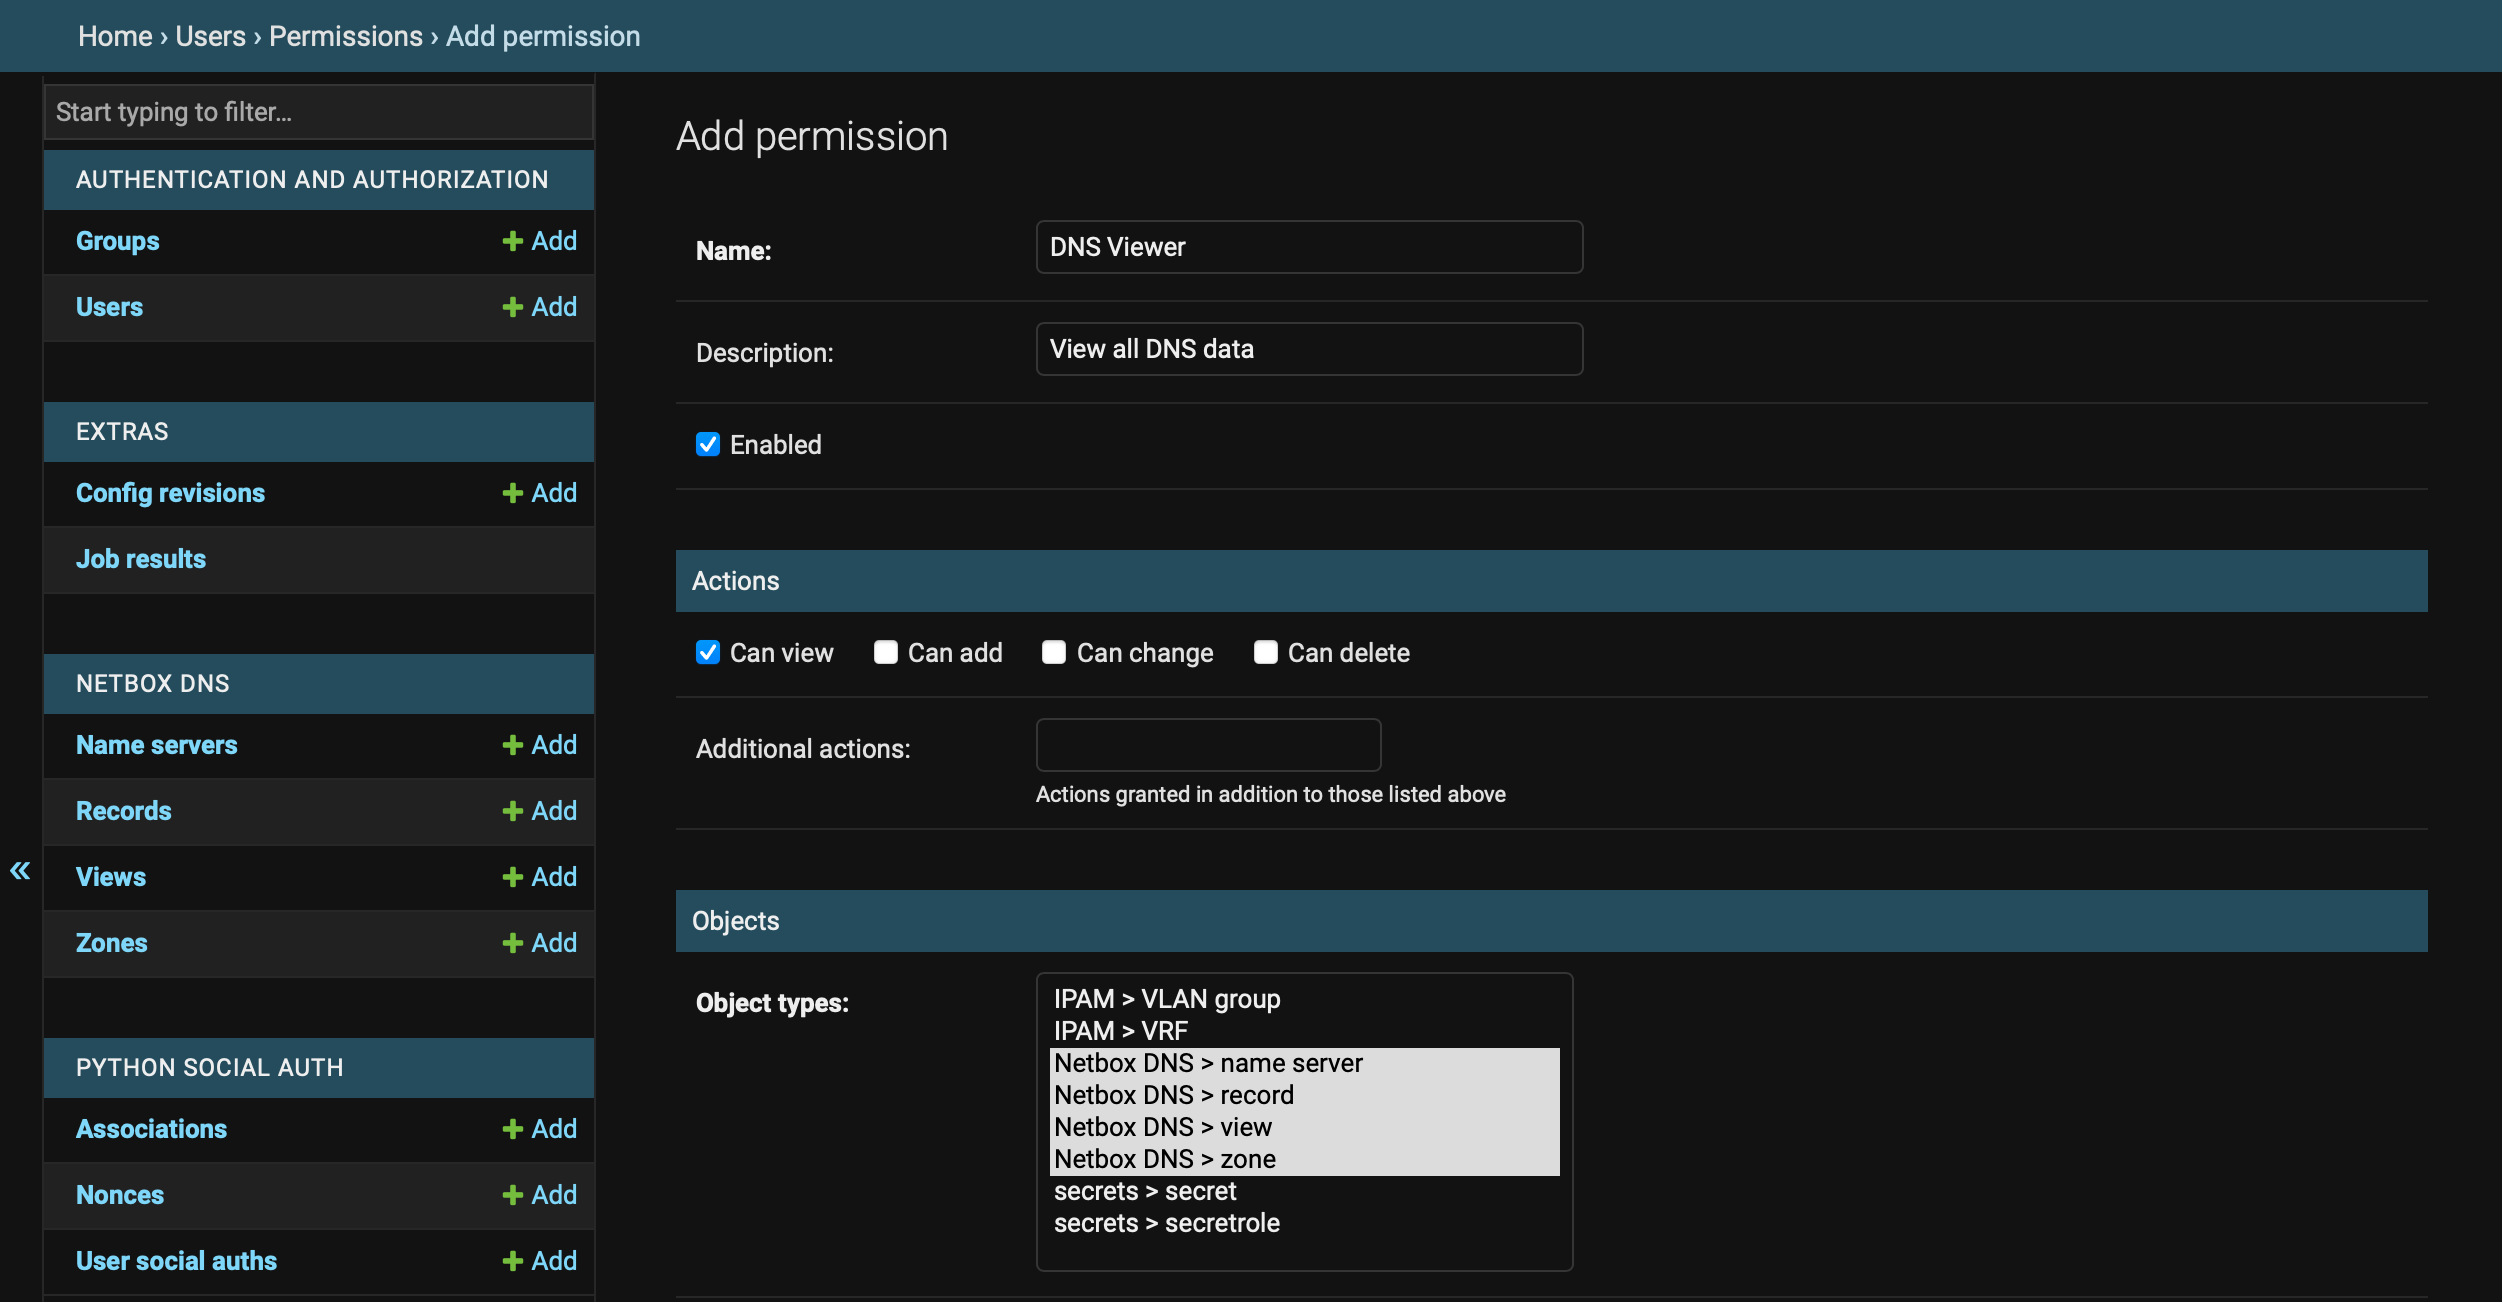 Home › Users › Permissions › Add permission
Start typing to filter...
AUTHENTICATION AND AUTHORIZATION
Groups + Add
Users + Add
EXTRAS
Config revisions + Add
Job results
NETBOX DNS
Name servers + Add
Records + Add
Views + Add
Zones + Add
PYTHON SOCIAL AUTH
Associations + Add
Nonces + Add
User social auths + Add
«
Add permission
Name: DNS Viewer
Description: View all DNS data
Enabled
Actions
Can view Can add Can change Can delete
Additional actions:
Actions granted in addition to those listed above
Objects
Object types:
IPAM > VLAN group
IPAM > VRF
Netbox DNS > name server
Netbox DNS > record
Netbox DNS > view
Netbox DNS > zone
secrets > secret
secrets > secretrole